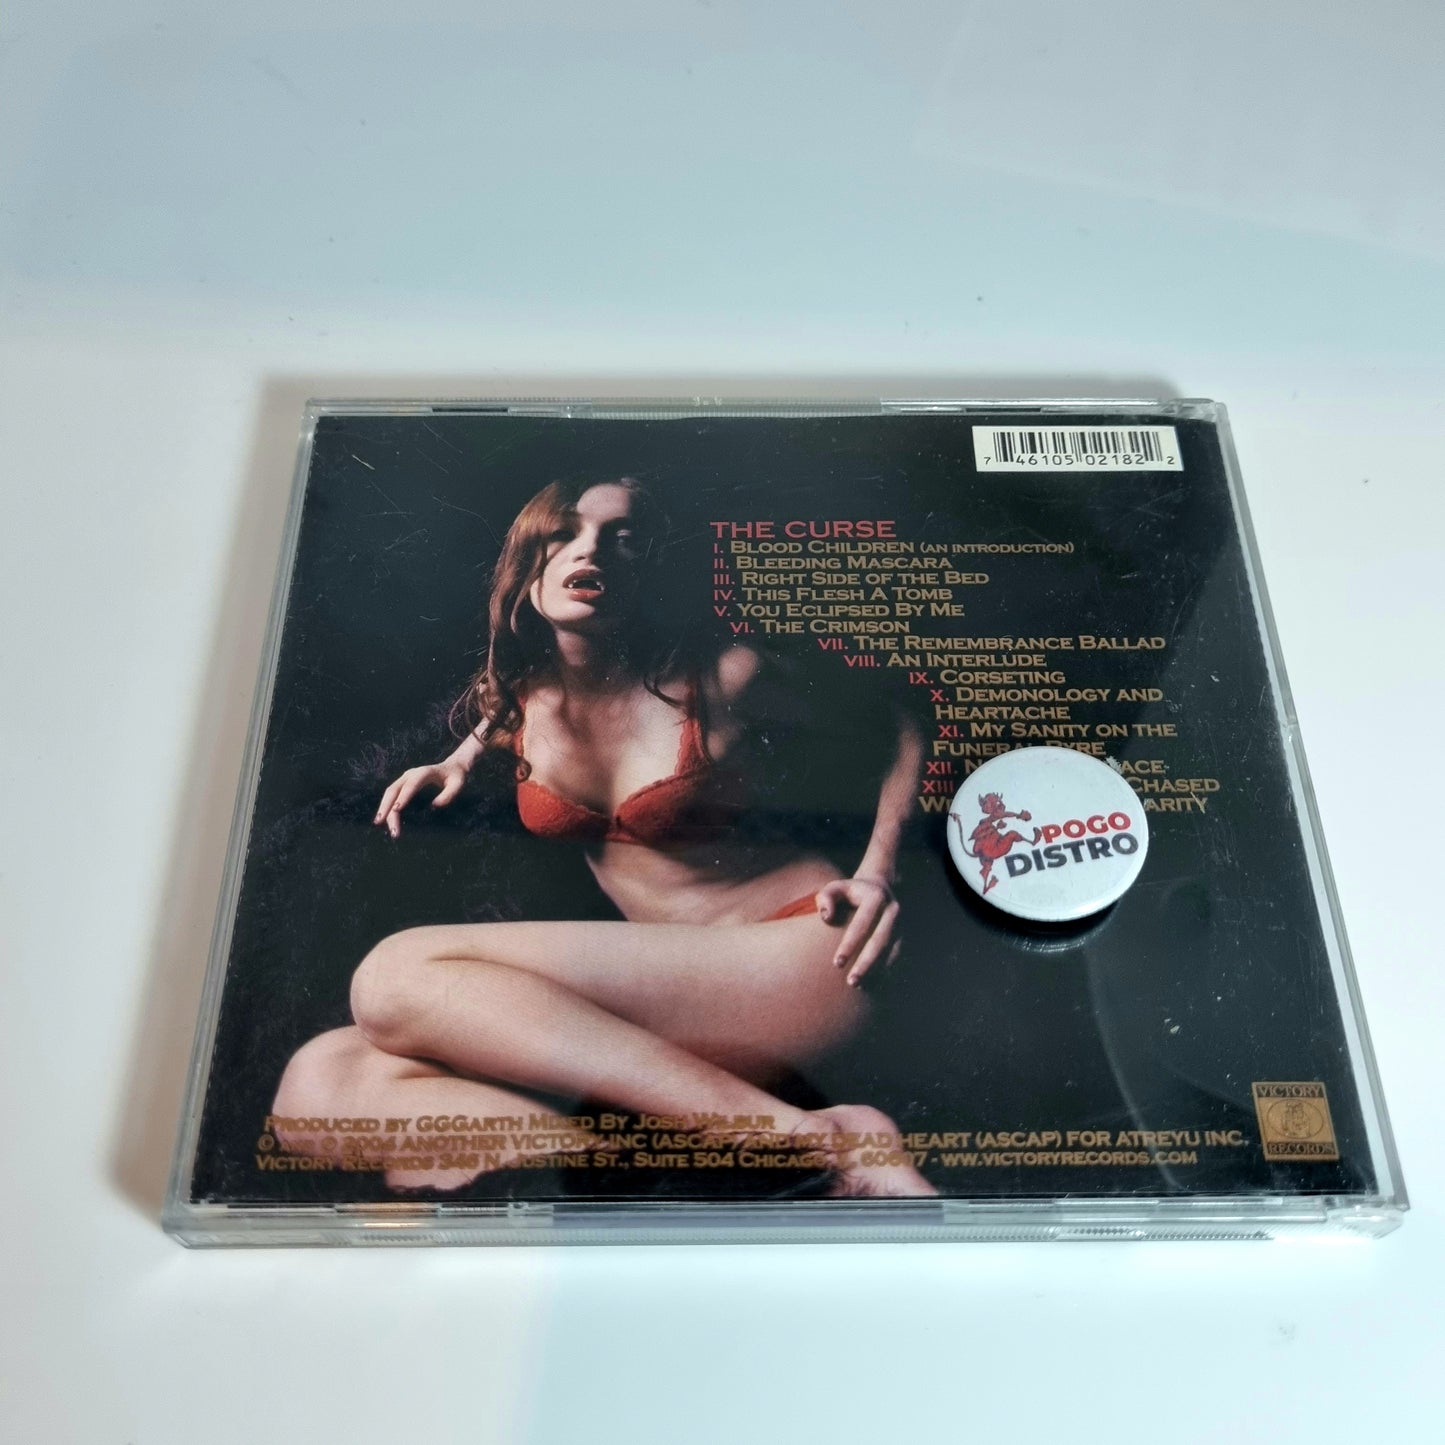 7 46105 02182 2
THE CURSE
I. BLOOD CHILDREN (AN INTRODUCTION)
II. BLEEDING MASCARA
III. RIGHT SIDE OF THE BED
IV. THIS FLESH A TOMB
V. YOU ECLIPSED BY ME
VI. THE CRIMSON
VII. THE REMEMBRANCE BALLAD
VIII. AN INTERLUDE
IX. CORSETING
X. DEMONOLOGY AND
HEARTACHE
XI. MY SANITY ON THE
FUNERAL PYRE
XII.
XIII CHASED
POGO
DISTRO
PRODUCED BY GGGARTH MIXED BY JOSH WILBUR
© AND ℗ 2004 ANOTHER VICTORY, INC (ASCAP) AND MY DEAD HEART (ASCAP) FOR ATREYU INC.
VICTORY RECORDS 346 N. JUSTINE ST., SUITE 504 CHICAGO, IL 60607 - WWW.VICTORYRECORDS.COM
VICTORY
RECORDS